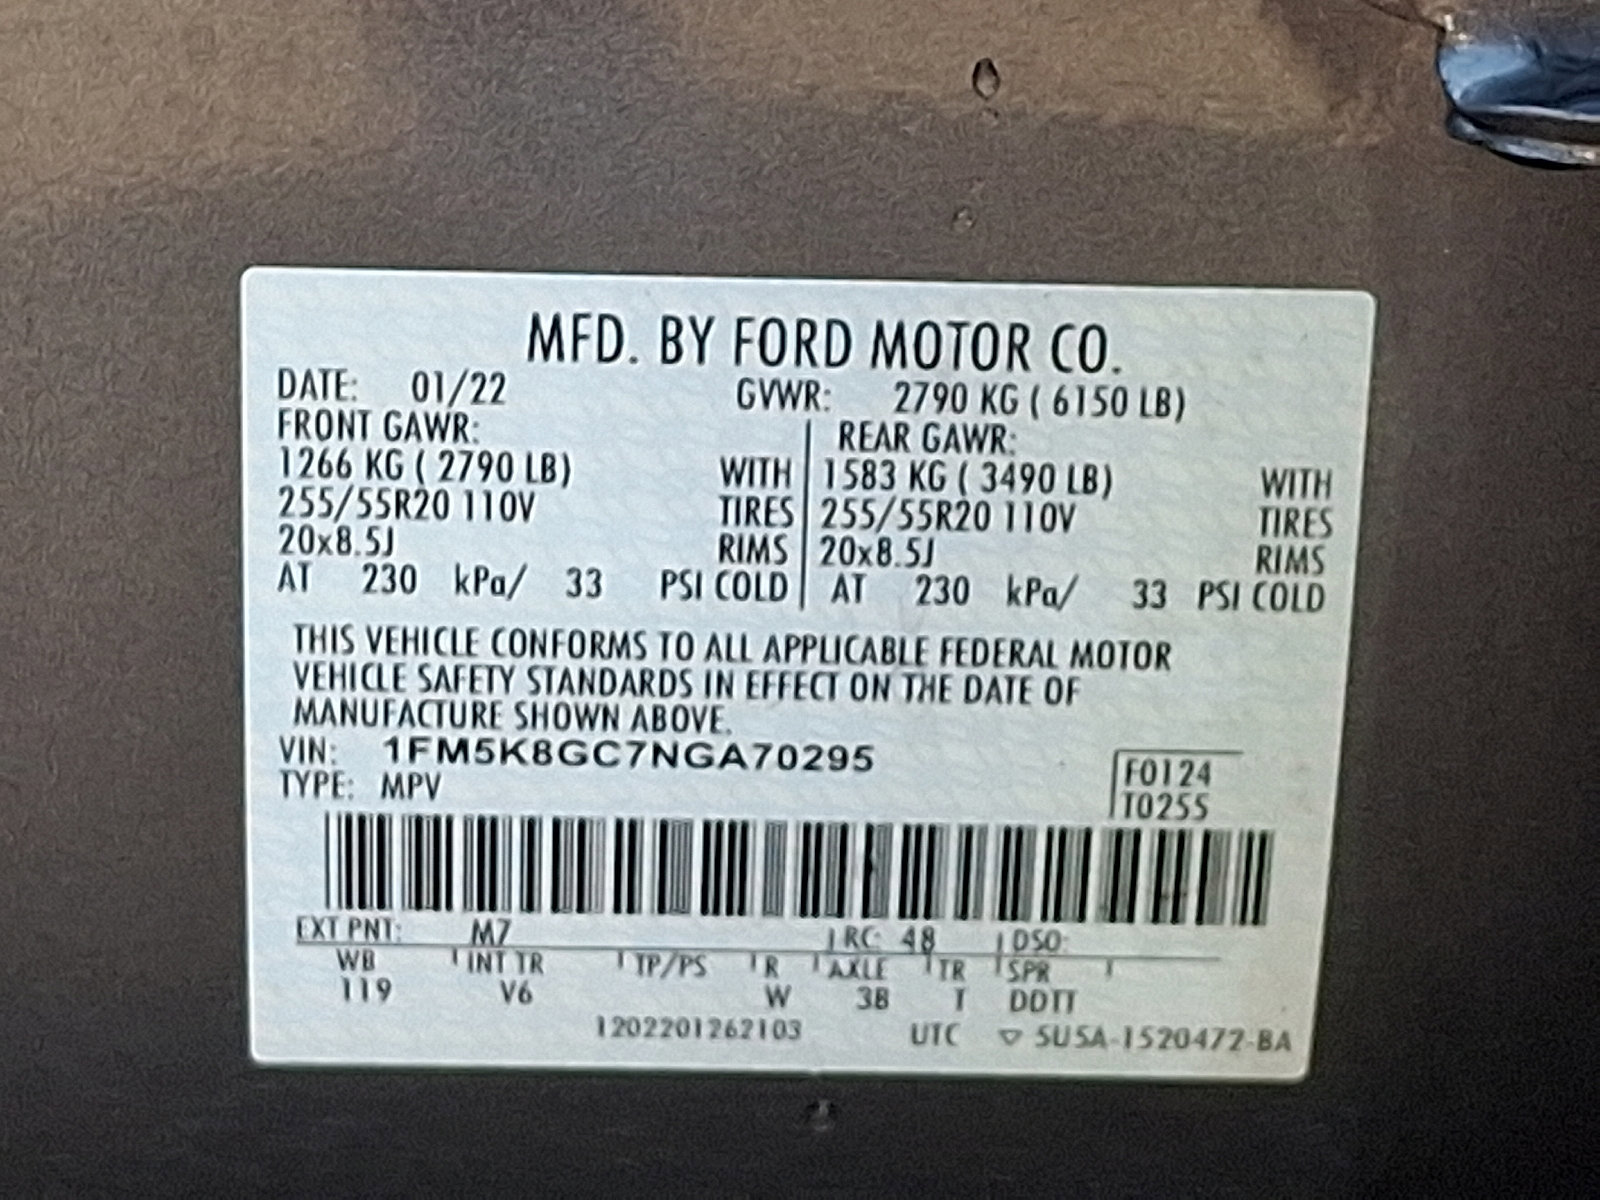 MFD. BY FORD MOTOR CO.
DATE: 01/22 GVWR: 2790 KG ( 6150 LB)
FRONT GAWR: REAR GAWR:
1266 KG ( 2790 LB) WITH 1583 KG ( 3490 LB) WITH
255/55R20 110V TIRES 255/55R20 110V TIRES
20x8.5J RIMS 20x8.5J RIMS
AT 230 kPa/ 33 PSI COLD AT 230 kPa/ 33 PSI COLD
THIS VEHICLE CONFORMS TO ALL APPLICABLE FEDERAL MOTOR
VEHICLE SAFETY STANDARDS IN EFFECT ON THE DATE OF
MANUFACTURE SHOWN ABOVE.
VIN: 1FM5K8GC7NGA70295
TYPE: MPV
F0124
T0255
EXT PNT: M7 RC: 48 DSO:
WB INT TR TP/PS R AXLE TR SPR
119 V6 W 3B T DDTT
1202201262103 UTC ▽ 5U5A-1520472-BA